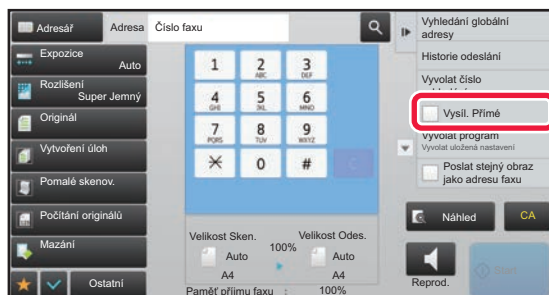 Adresář
Adresa
Číslo faxu
Expozice
Auto
Rozlišení
Super Jemný
Originál
Vytvoření úloh
Pomalé skenov.
Počítání originálů
Mazání
Ostatní
1
2
ABC
3
DEF
4
GHI
5
JKL
6
MNO
7
PQRS
8
TUV
9
WXYZ
0
#
C
Velikost Sken.
100%
Velikost Odes.
Auto
A4
Auto
A4
Paměť příjmu faxu : 100%
Vyhledání globální
adresy
Historie odeslání
Vyvolat číslo
Vysíl. Přímé
Vyvolat program
Vyvolat uložená nastavení
Poslat stejný obraz
jako adresu faxu
Náhled
CA
Reprod.
Start